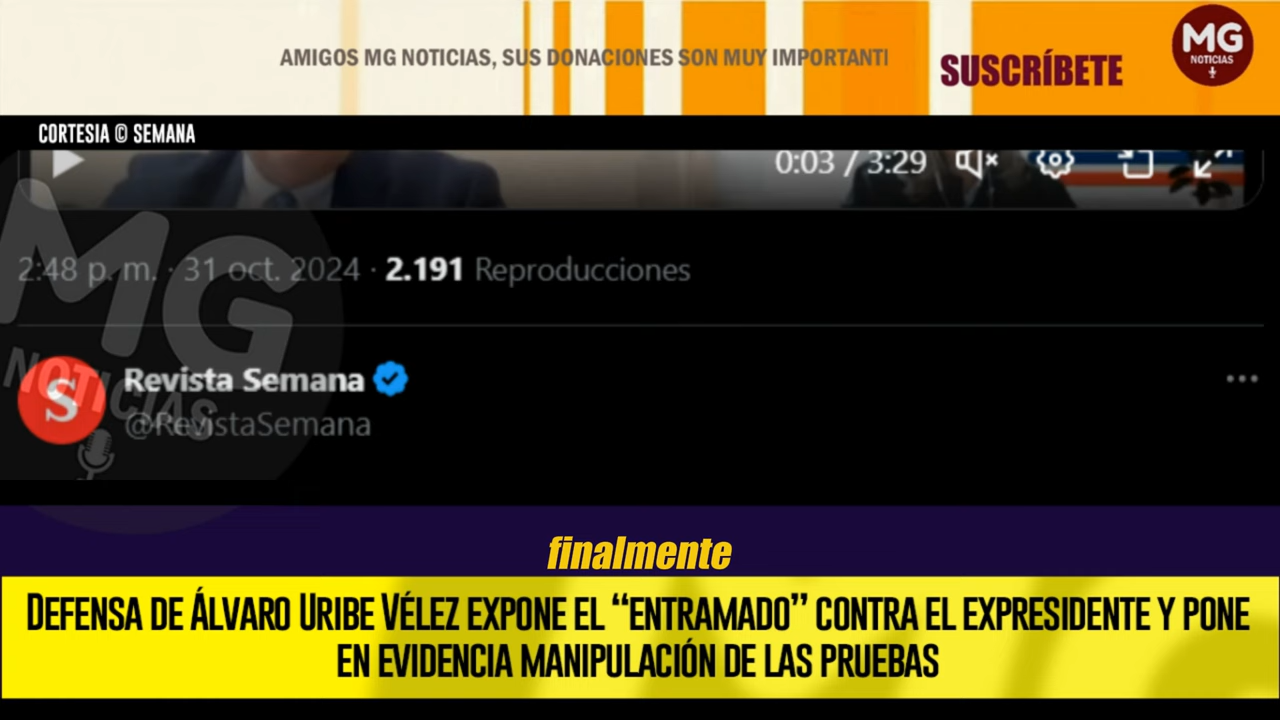 AMIGOS MG NOTICIAS, SUS DONACIONES SON MUY IMPORTANTI
SUSCRÍBETE
MG
NOTICIAS
CORTESIA © SEMANA
0:03 / 3:29
2:48 p. m. · 31 oct. 2024 · 2.191 Reproducciones
MG
NOTICIAS
S
Revista Semana
@RevistaSemana
finalmente
DEFENSA DE ÁLVARO URIBE VÉLEZ EXPONE EL “ENTRAMADO” CONTRA EL EXPRESIDENTE Y PONE
EN EVIDENCIA MANIPULACIÓN DE LAS PRUEBAS